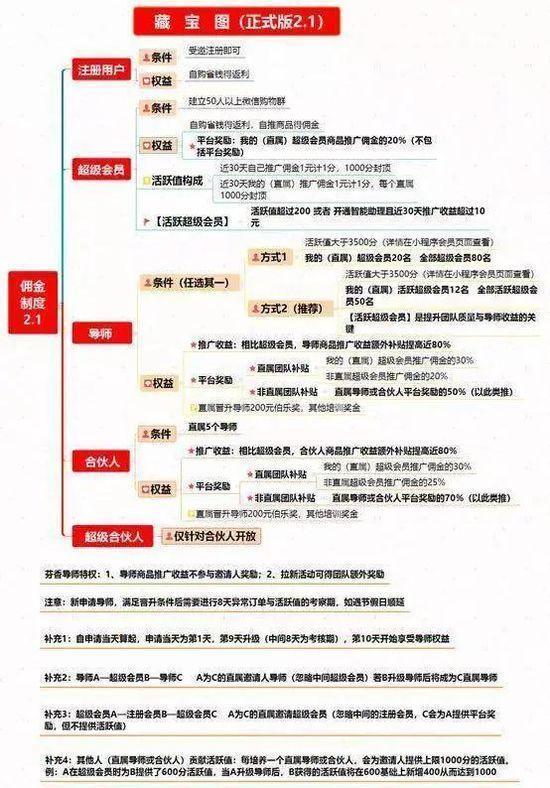 藏 宝 图（正式版2.1）
佣金
制度
2.1
注册用户
条件
受邀注册即可
权益
自购省钱得返利
超级会员
条件
建立50人以上微信购物群
权益
自购省钱得返利，自推商品得佣金
平台奖励：我的（直属）超级会员商品推广佣金的20%（不包
括平台奖励）
活跃值构成
近30天自己推广佣金1元计1分，1000分封顶
近30天我的（直属）推广佣金1元计1分，每个直属
1000分封顶
【活跃超级会员】
活跃值超过200 或者 开通智能助理且近30天推广收益超过10
元
导师
条件（任选其一）
方式1
活跃值大于3500分（详情在小程序会员页面查看）
我的（直属）超级会员20名 全部超级会员80名
方式2（推荐）
活跃值大于3500分（详情在小程序会员页面查看）
我的（直属）活跃超级会员12名 全部活跃超级会
员50名
【活跃超级会员】是提升团队质量与导师收益的关
键
权益
推广收益：相比超级会员，导师商品推广收益额外补贴提高近80%
平台奖励
直属团队补贴
我的（直属）超级会员推广佣金的30%
非直属超级会员推广佣金的20%
非直属团队补贴
直属导师或合伙人平台奖励的50%（以此类推）
直属晋升导师200元伯乐奖，其他培训奖金
合伙人
条件
直属5个导师
权益
推广收益：相比超级会员，合伙人商品推广收益额外补贴提高近80%
平台奖励
直属团队补贴
我的（直属）超级会员推广佣金的30%
非直属超级会员推广佣金的25%
非直属团队补贴
直属导师或合伙人平台奖励的70%（以此类推）
直属晋升导师200元伯乐奖，其他培训奖金
超级合伙人
仅针对合伙人开放
芬香导师特权：1、导师商品推广收益不参与邀请人奖励；2、拉新活动可得团队额外奖励
注意：新申请导师，满足晋升条件后需要进行8天异常订单与活跃值的考察期，如遇节假日顺延
补充1：自申请当天算起，申请当天为第1天，第9天升级（中间8天为考核期），第10天开始享受导师权益
补充2：导师A—超级会员B—导师C A为C的直属邀请人导师（忽略中间超级会员）若B升级导师后将成为C直属导师
补充3：超级会员A—注册会员B—超级会员C A为C的直属邀请超级会员（忽略中间的注册会员，C会为A提供平台奖
励，但不提供活跃值）
补充4：其他人（直属导师或合伙人）贡献活跃值：每培养一个直属导师或合伙人，会为邀请人提供上限1000分的活跃值。
例：A在超级会员时为B提供了600分活跃值，当A升级导师后，B获得的活跃值将在600基础上新增400从而达到1000